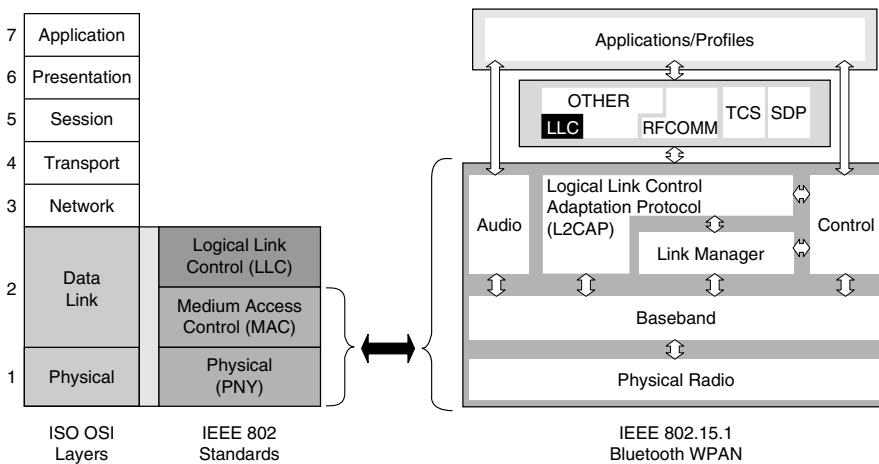 7
Application
6
Presentation
5
Session
4
Transport
3
Network
2
Data
Link
1
Physical
Logical Link
Control (LLC)
Medium Access
Control (MAC)
Physical
(PNY)
ISO OSI
Layers
IEEE 802
Standards
Applications/Profiles
OTHER
LLC
RFCOMM
TCS
SDP
Audio
Logical Link Control
Adaptation Protocol
(L2CAP)
Link Manager
Control
Baseband
Physical Radio
IEEE 802.15.1
Bluetooth WPAN